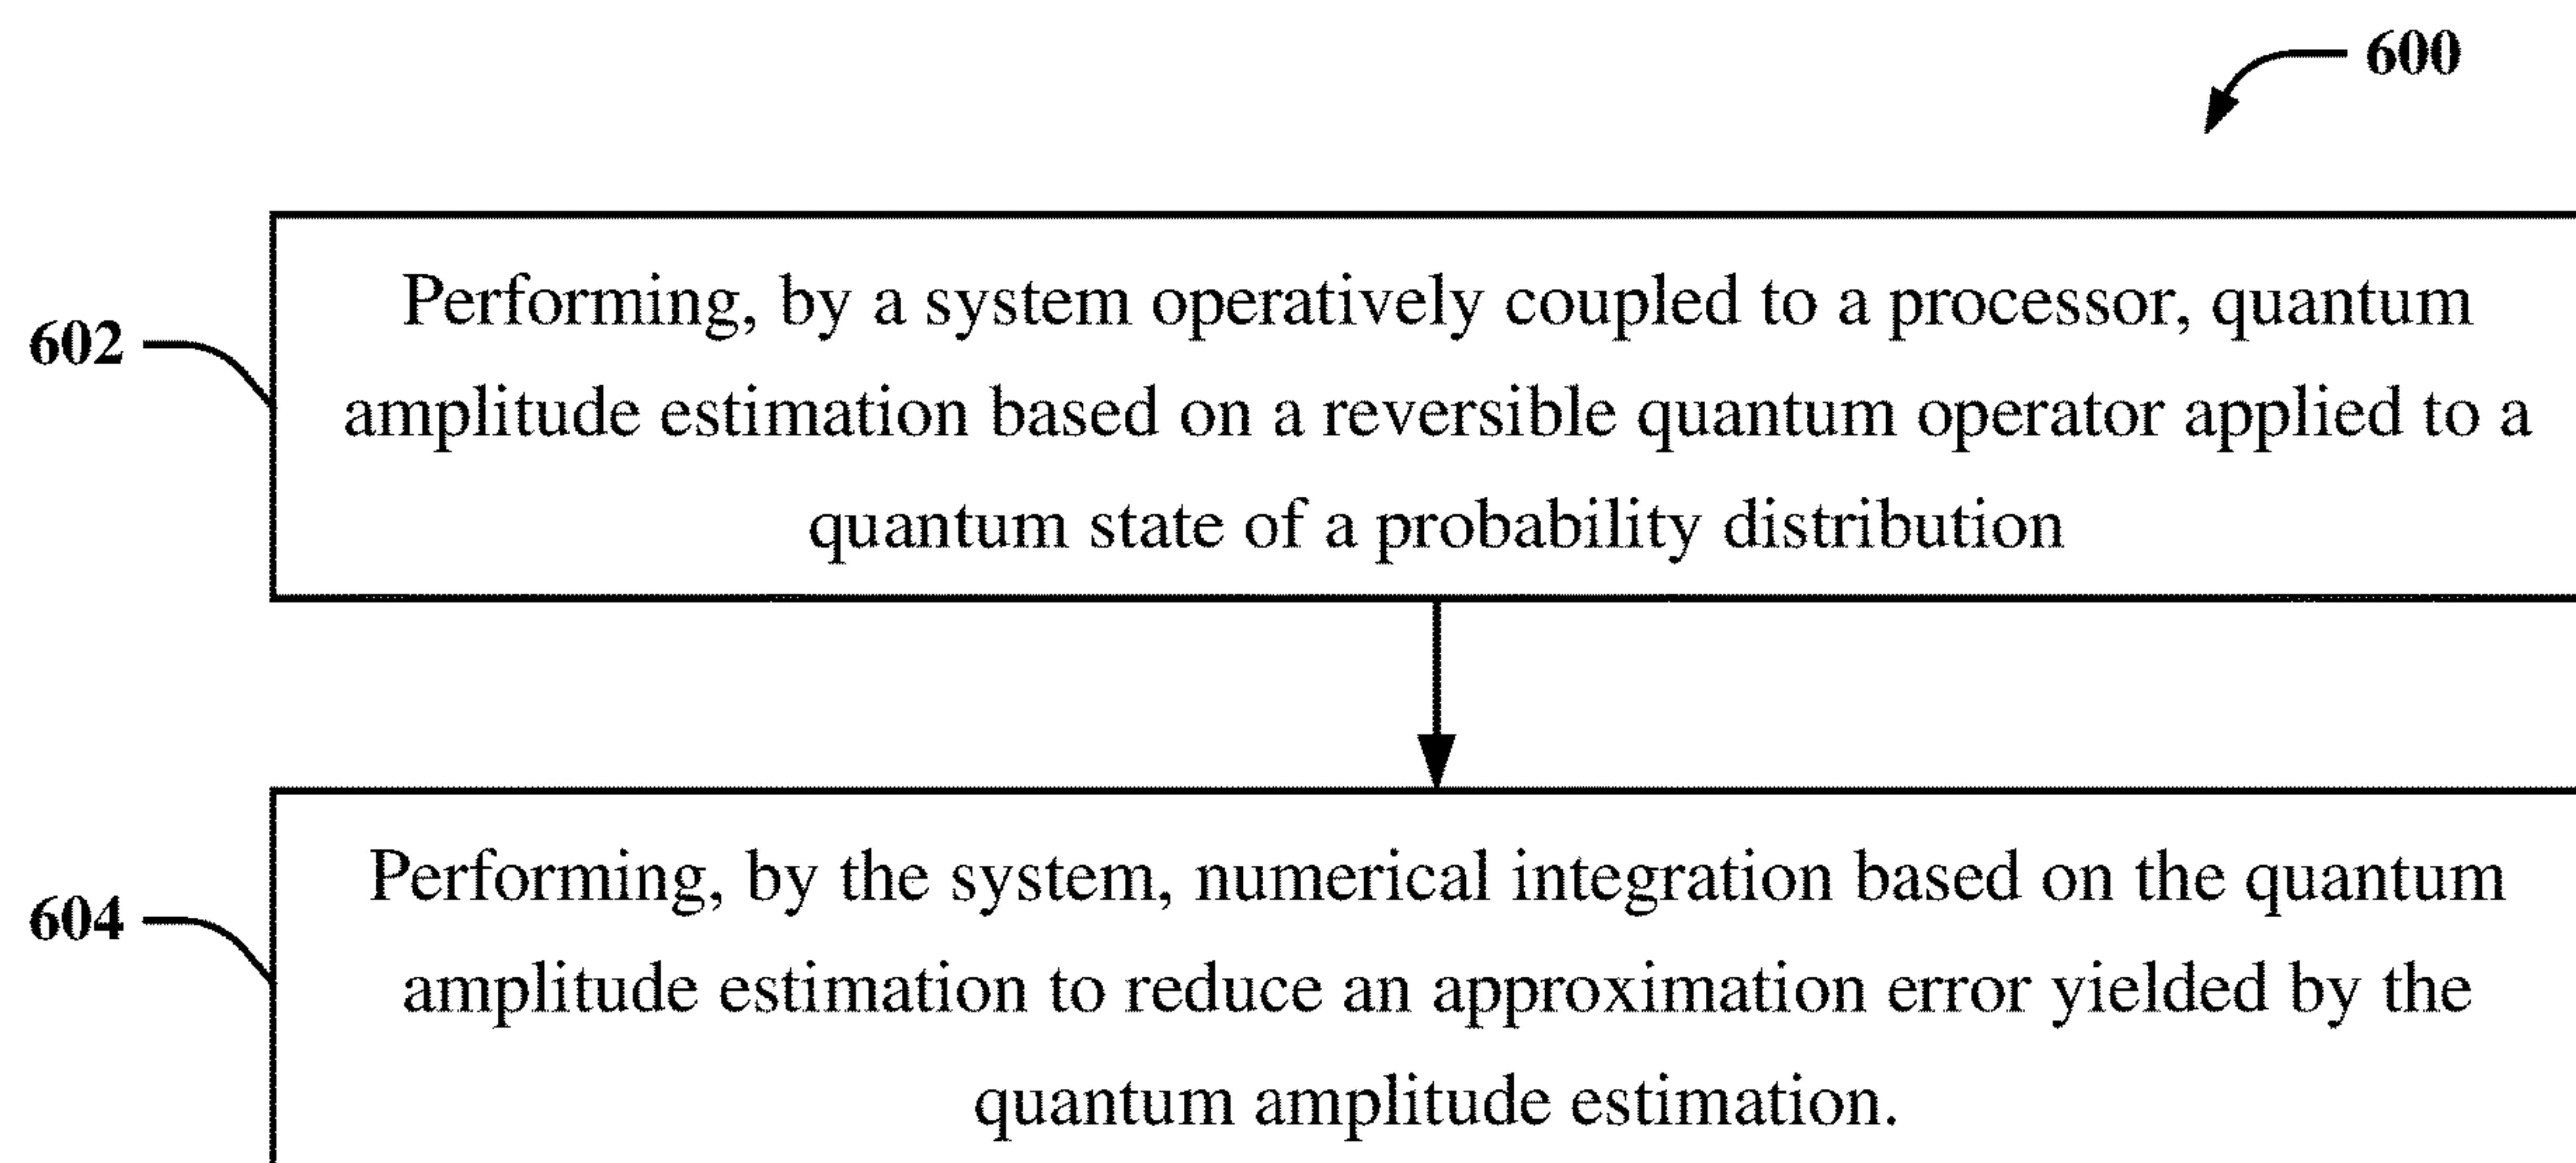 600
602
Performing, by a system operatively coupled to a processor, quantum
amplitude estimation based on a reversible quantum operator applied to a
quantum state of a probability distribution
604
Performing, by the system, numerical integration based on the quantum
amplitude estimation to reduce an approximation error yielded by the
quantum amplitude estimation.